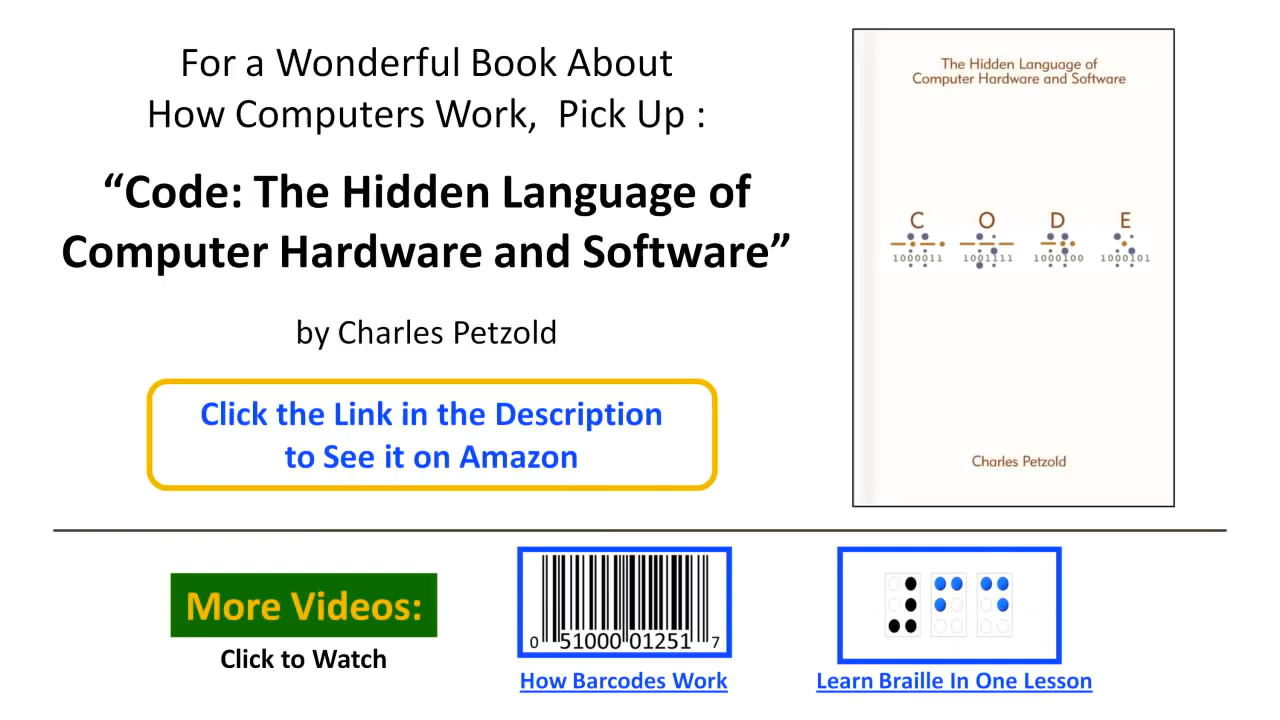 For a Wonderful Book About
How Computers Work, Pick Up :
“Code: The Hidden Language of
Computer Hardware and Software”
by Charles Petzold
Click the Link in the Description
to See it on Amazon
The Hidden Language of
Computer Hardware and Software
C O D E
1000011 1001111 1000100 1000101
Charles Petzold
More Videos:
Click to Watch
0 51000 01251 7
How Barcodes Work
Learn Braille In One Lesson